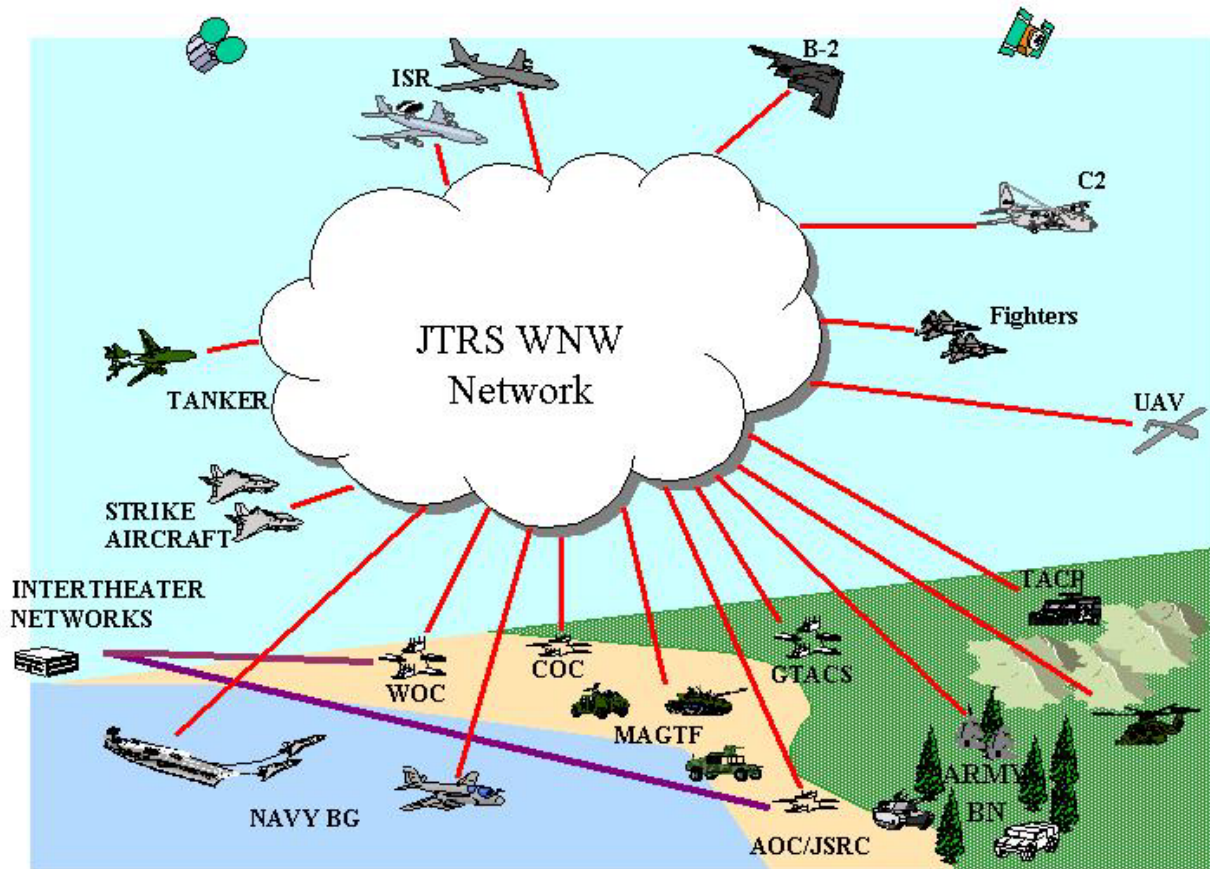 B-2
ISR
C2
JTRS WNW
Network
Fighters
TANKER
UAV
STRIKE
AIRCRAFT
INTERTHEATER
NETWORKS
TACP
WOC
COC
GTACS
MAGTF
ARMY
BN
NAVY BG
AOC/JSRC